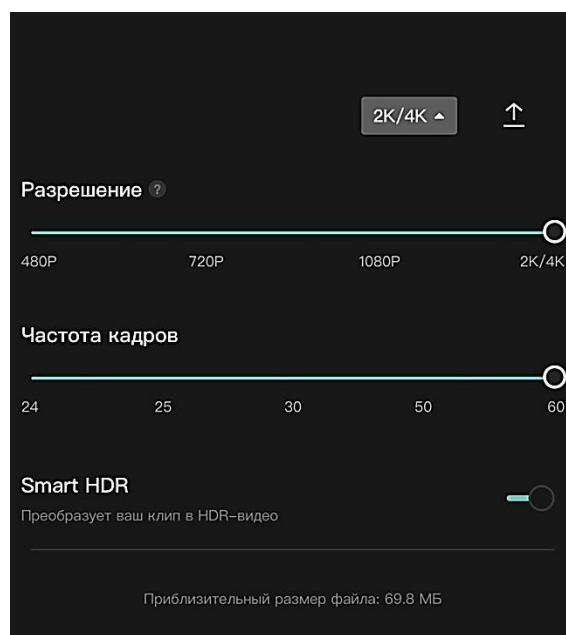 2K/4K
Разрешение ?
480P 720P 1080P 2K/4K
Частота кадров
24 25 30 50 60
Smart HDR
Преобразует ваш клип в HDR-видео
Приблизительный размер файла: 69.8 МБ